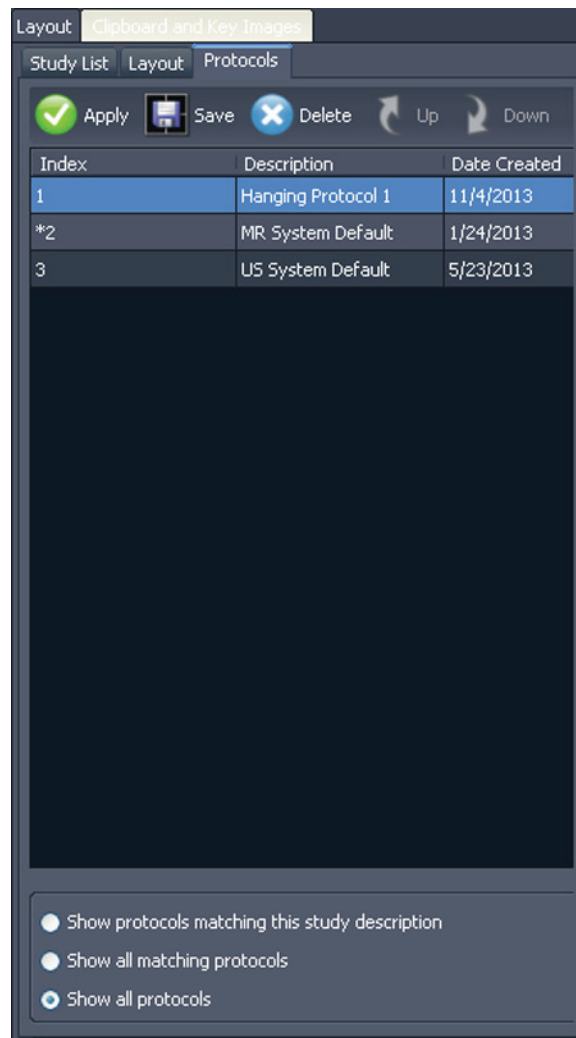 Layout Clipboard and Key Images
Study List Layout Protocols
Apply Save Delete Up Down
Index Description Date Created
1 Hanging Protocol 1 11/4/2013
*2 MR System Default 1/24/2013
3 US System Default 5/23/2013
Show protocols matching this study description
Show all matching protocols
Show all protocols